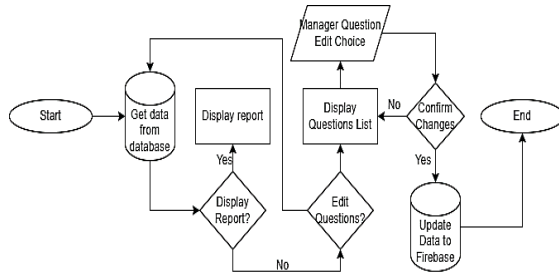 Manager Question
Edit Choice
Start
Get data
from
database
Display report
Display
Questions List
No
Confirm
Changes
End
Yes
Yes
Display
Report?
Edit
Questions?
Update
Data to
Firebase
No